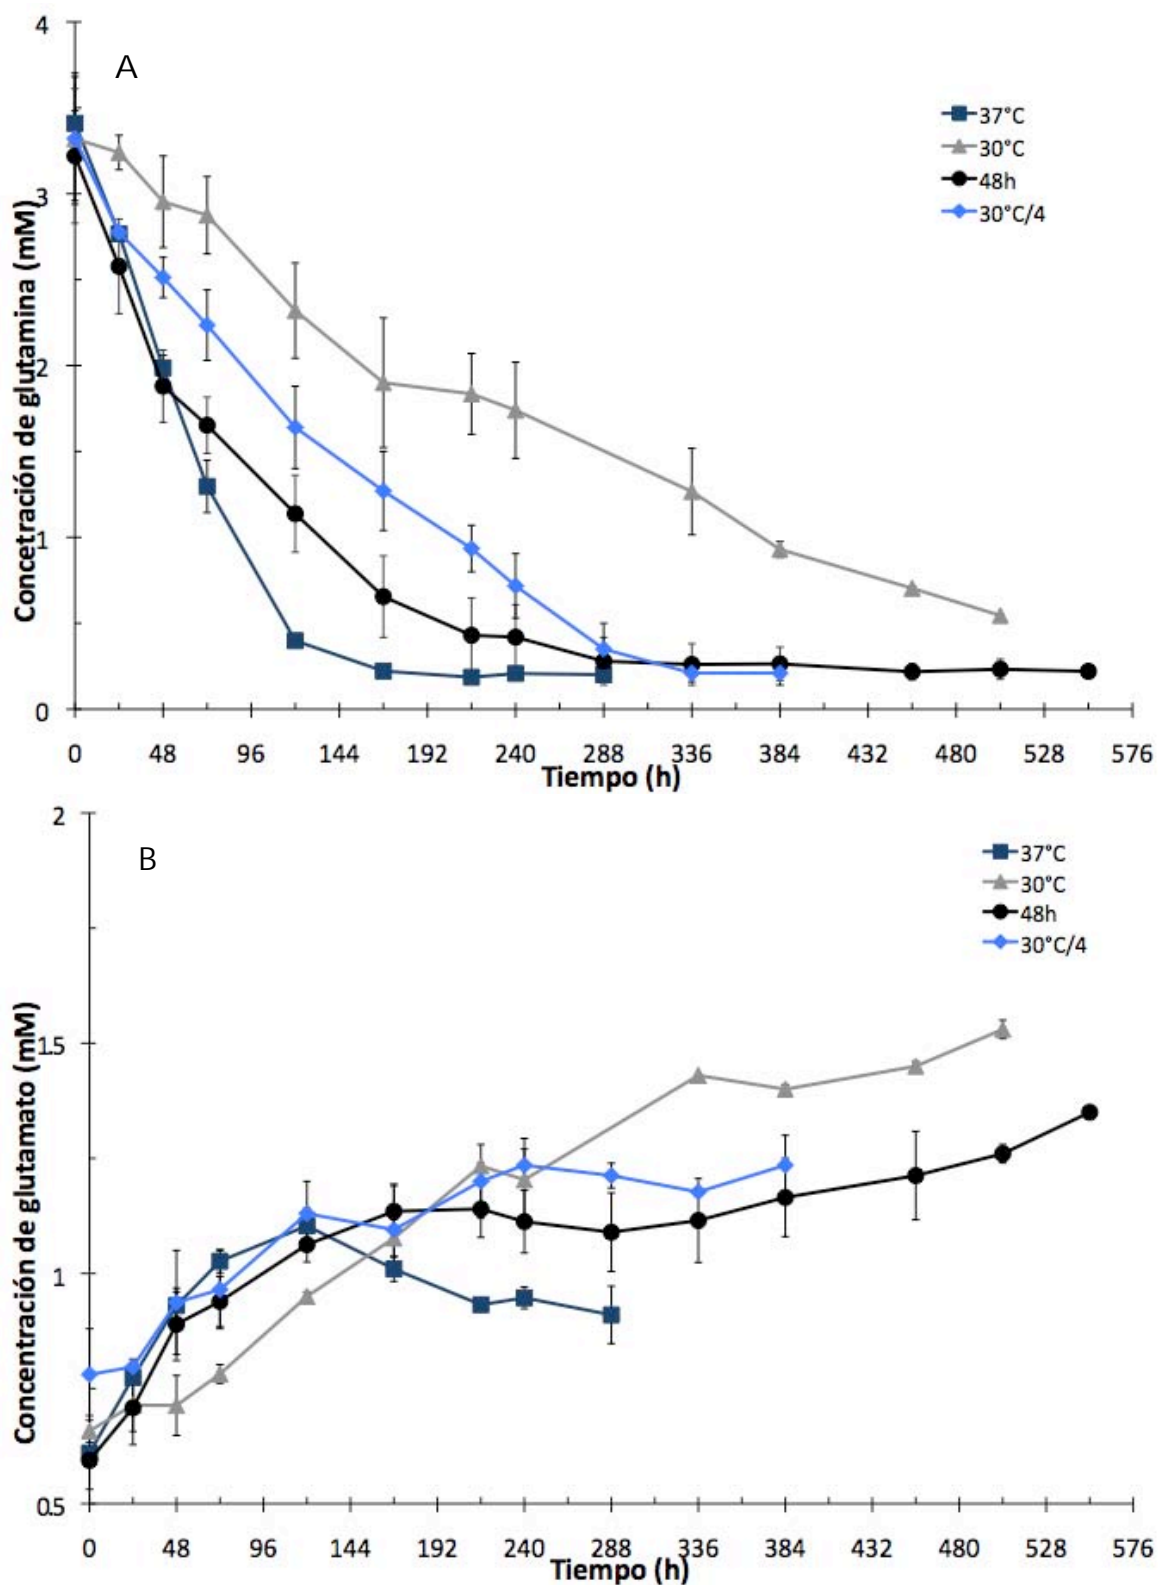 A
4
3
2
1
0
Concetración de glutamina (mM)
37°C
30°C
48h
30°C/4
0 48 96 144 192 240 288 336 384 432 480 528 576
Tiempo (h)
B
2
1.5
1
0.5
Concentración de glutamato (mM)
37°C
30°C
48h
30°C/4
0 48 96 144 192 240 288 336 384 432 480 528 576
Tiempo (h)